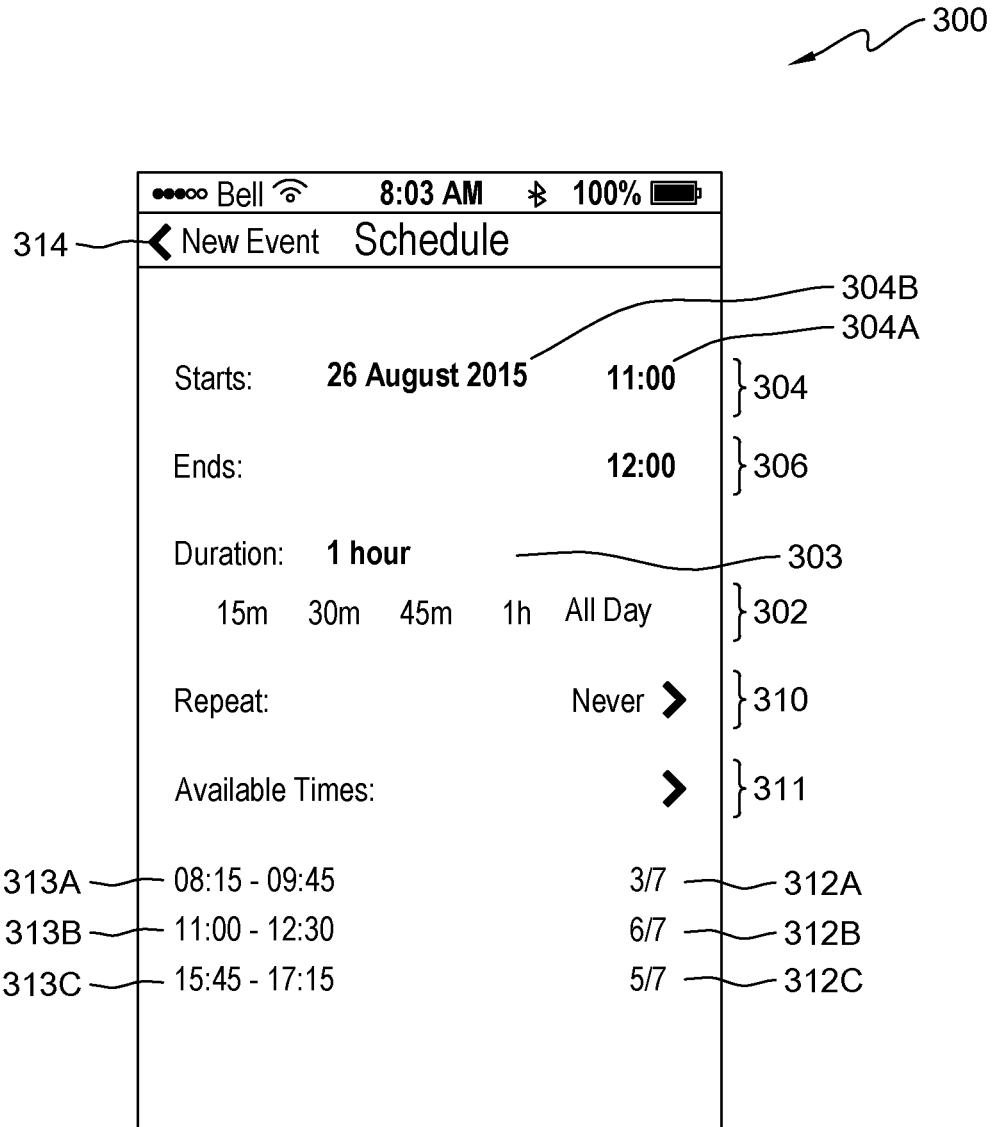 300
Bell 8:03 AM 100%
314 New Event Schedule
304B
304A
Starts: 26 August 2015 11:00 304
Ends: 12:00 306
Duration: 1 hour 303
15m 30m 45m 1h All Day 302
Repeat: Never 310
Available Times: 311
313A 08:15 - 09:45 3/7 312A
313B 11:00 - 12:30 6/7 312B
313C 15:45 - 17:15 5/7 312C